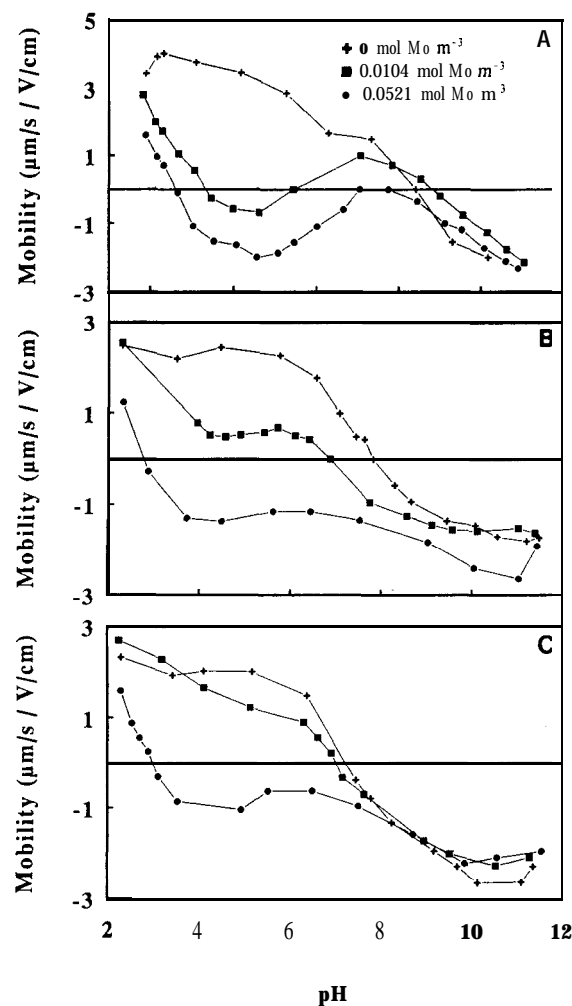 A
0 mol Mo m⁻³
0.0104 mol Mo m⁻³
0.0521 mol Mo m³
5
3
1
-1
-3
Mobility (µm/s / V/cm)
B
3
1
-1
-3
Mobility (µm/s / V/cm)
C
1
-1
-3
Mobility (µm/s / V/cm)
2 4 6 8 10 12
pH